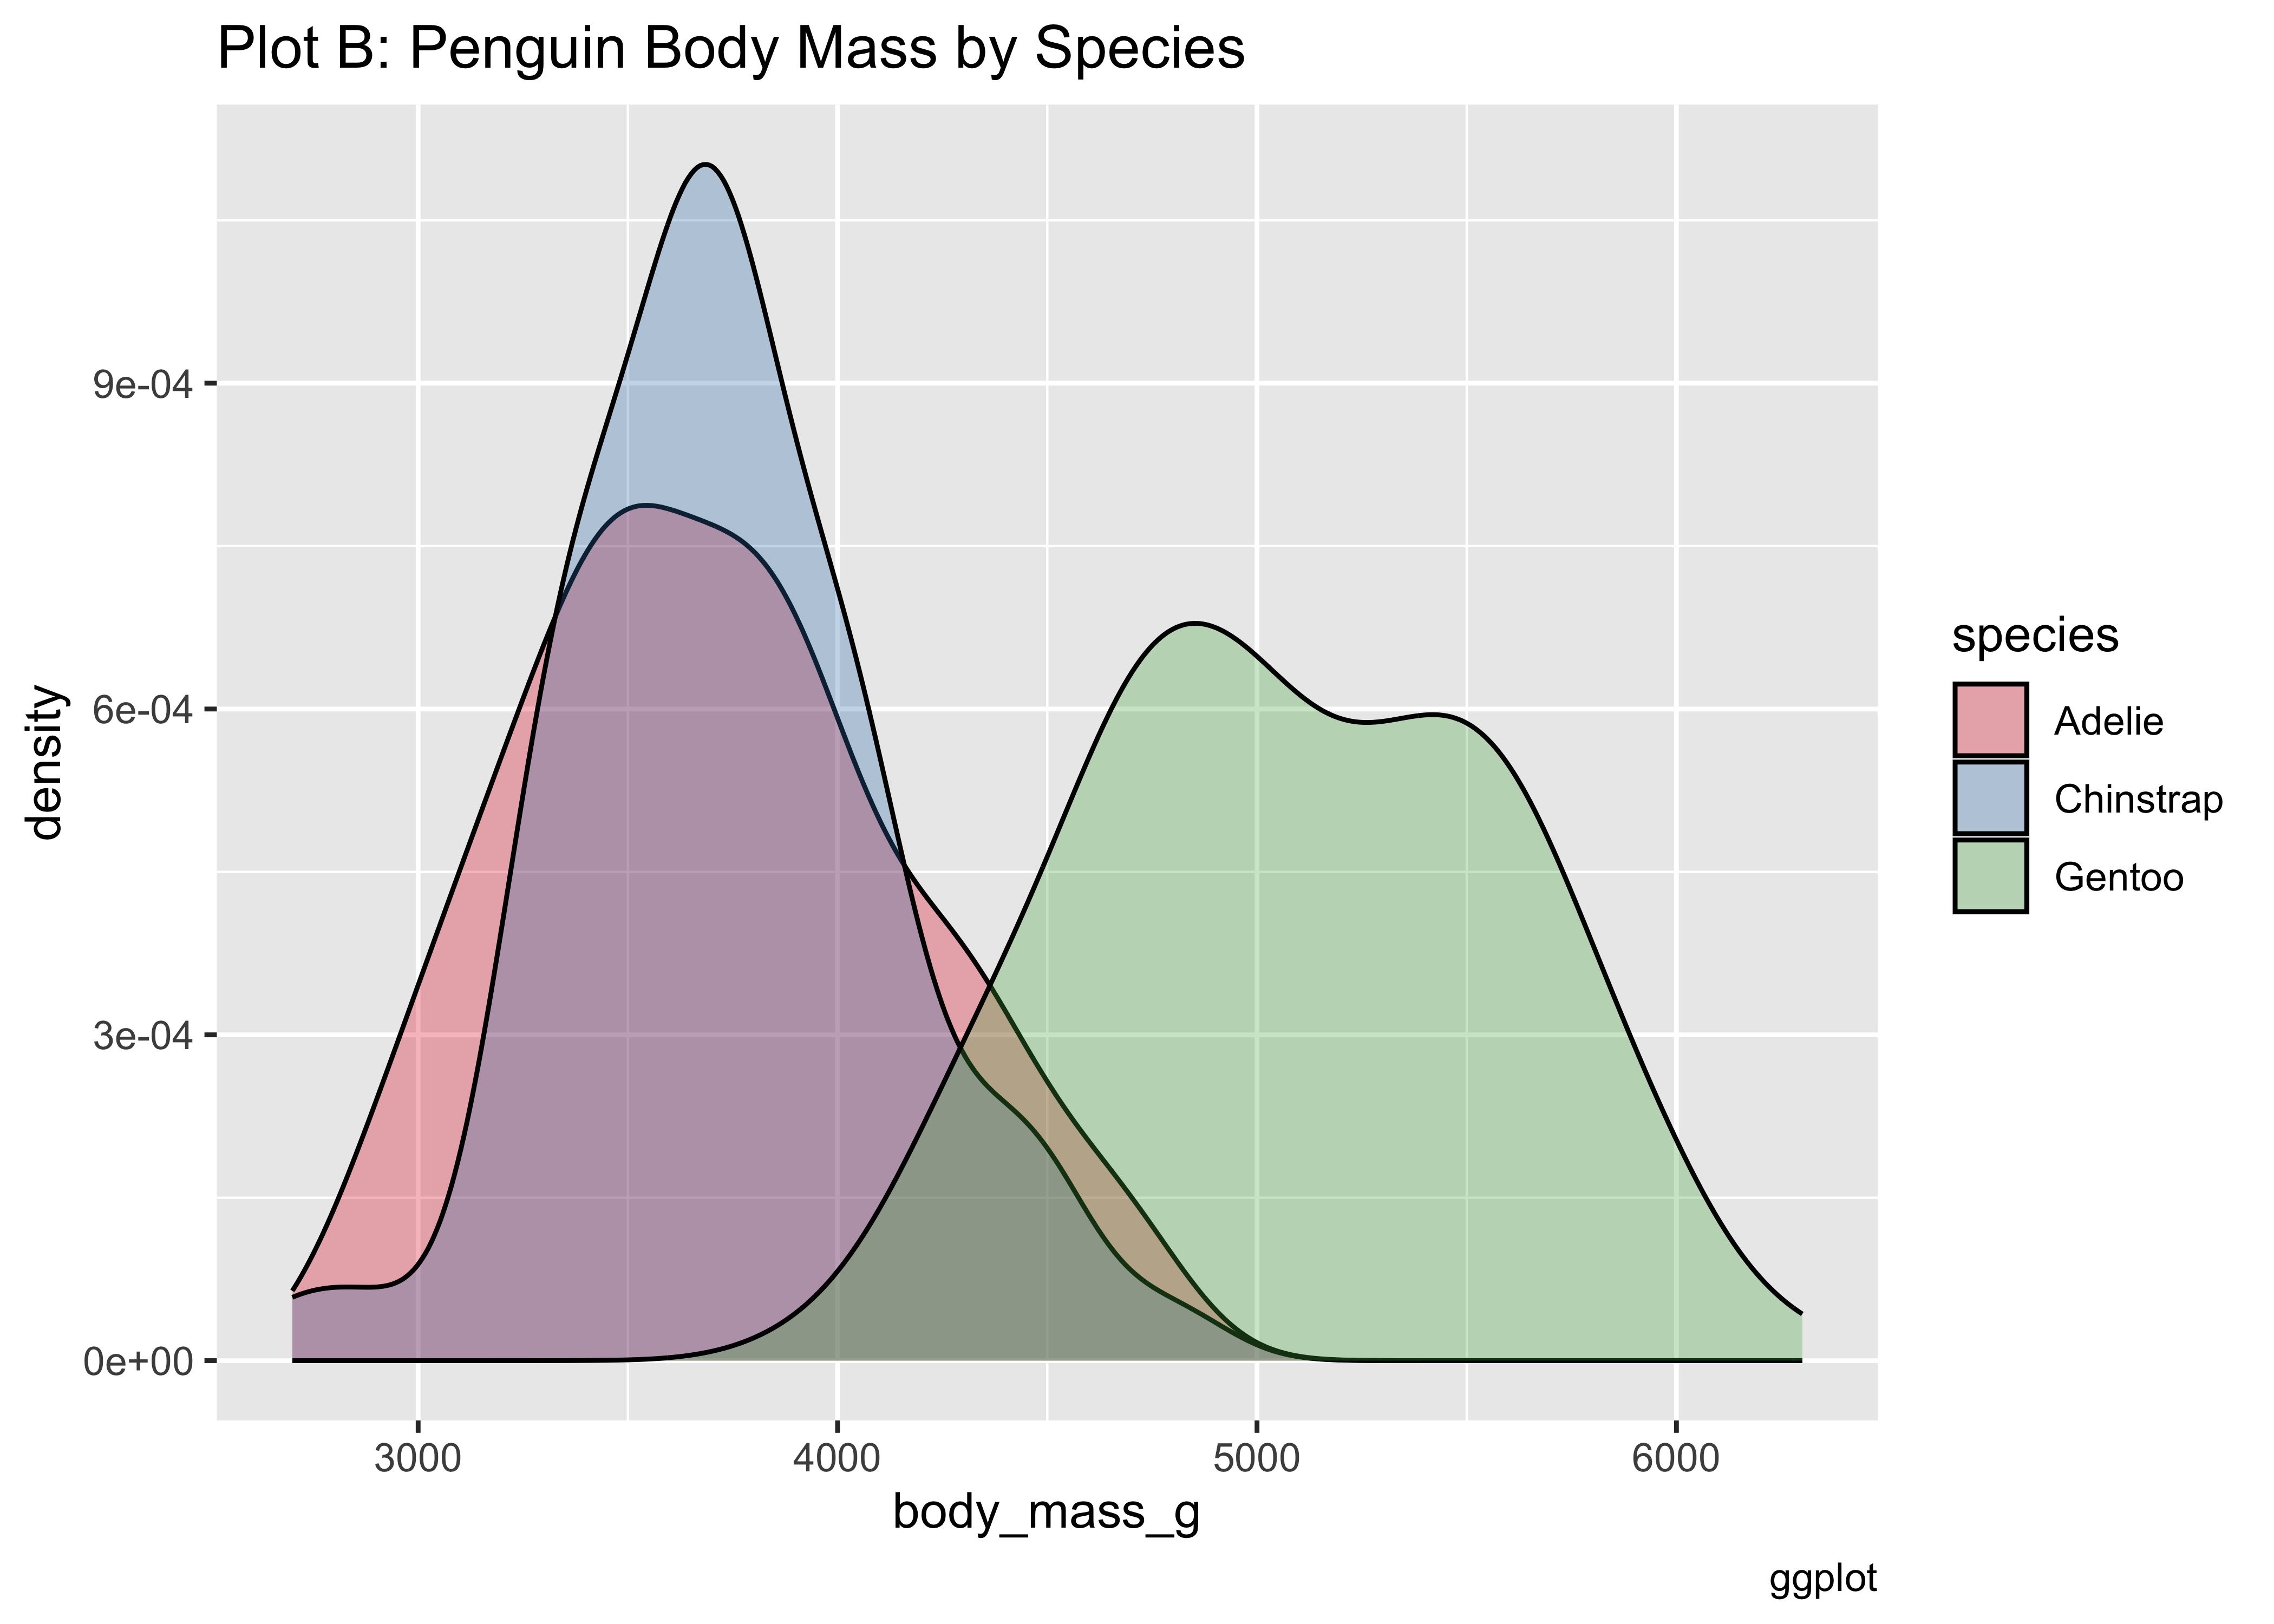 Plot B: Penguin Body Mass by Species
9e-04
6e-04
3e-04
0e+00
density
3000 4000 5000 6000
body_mass_g
species
Adelie
Chinstrap
Gentoo
ggplot